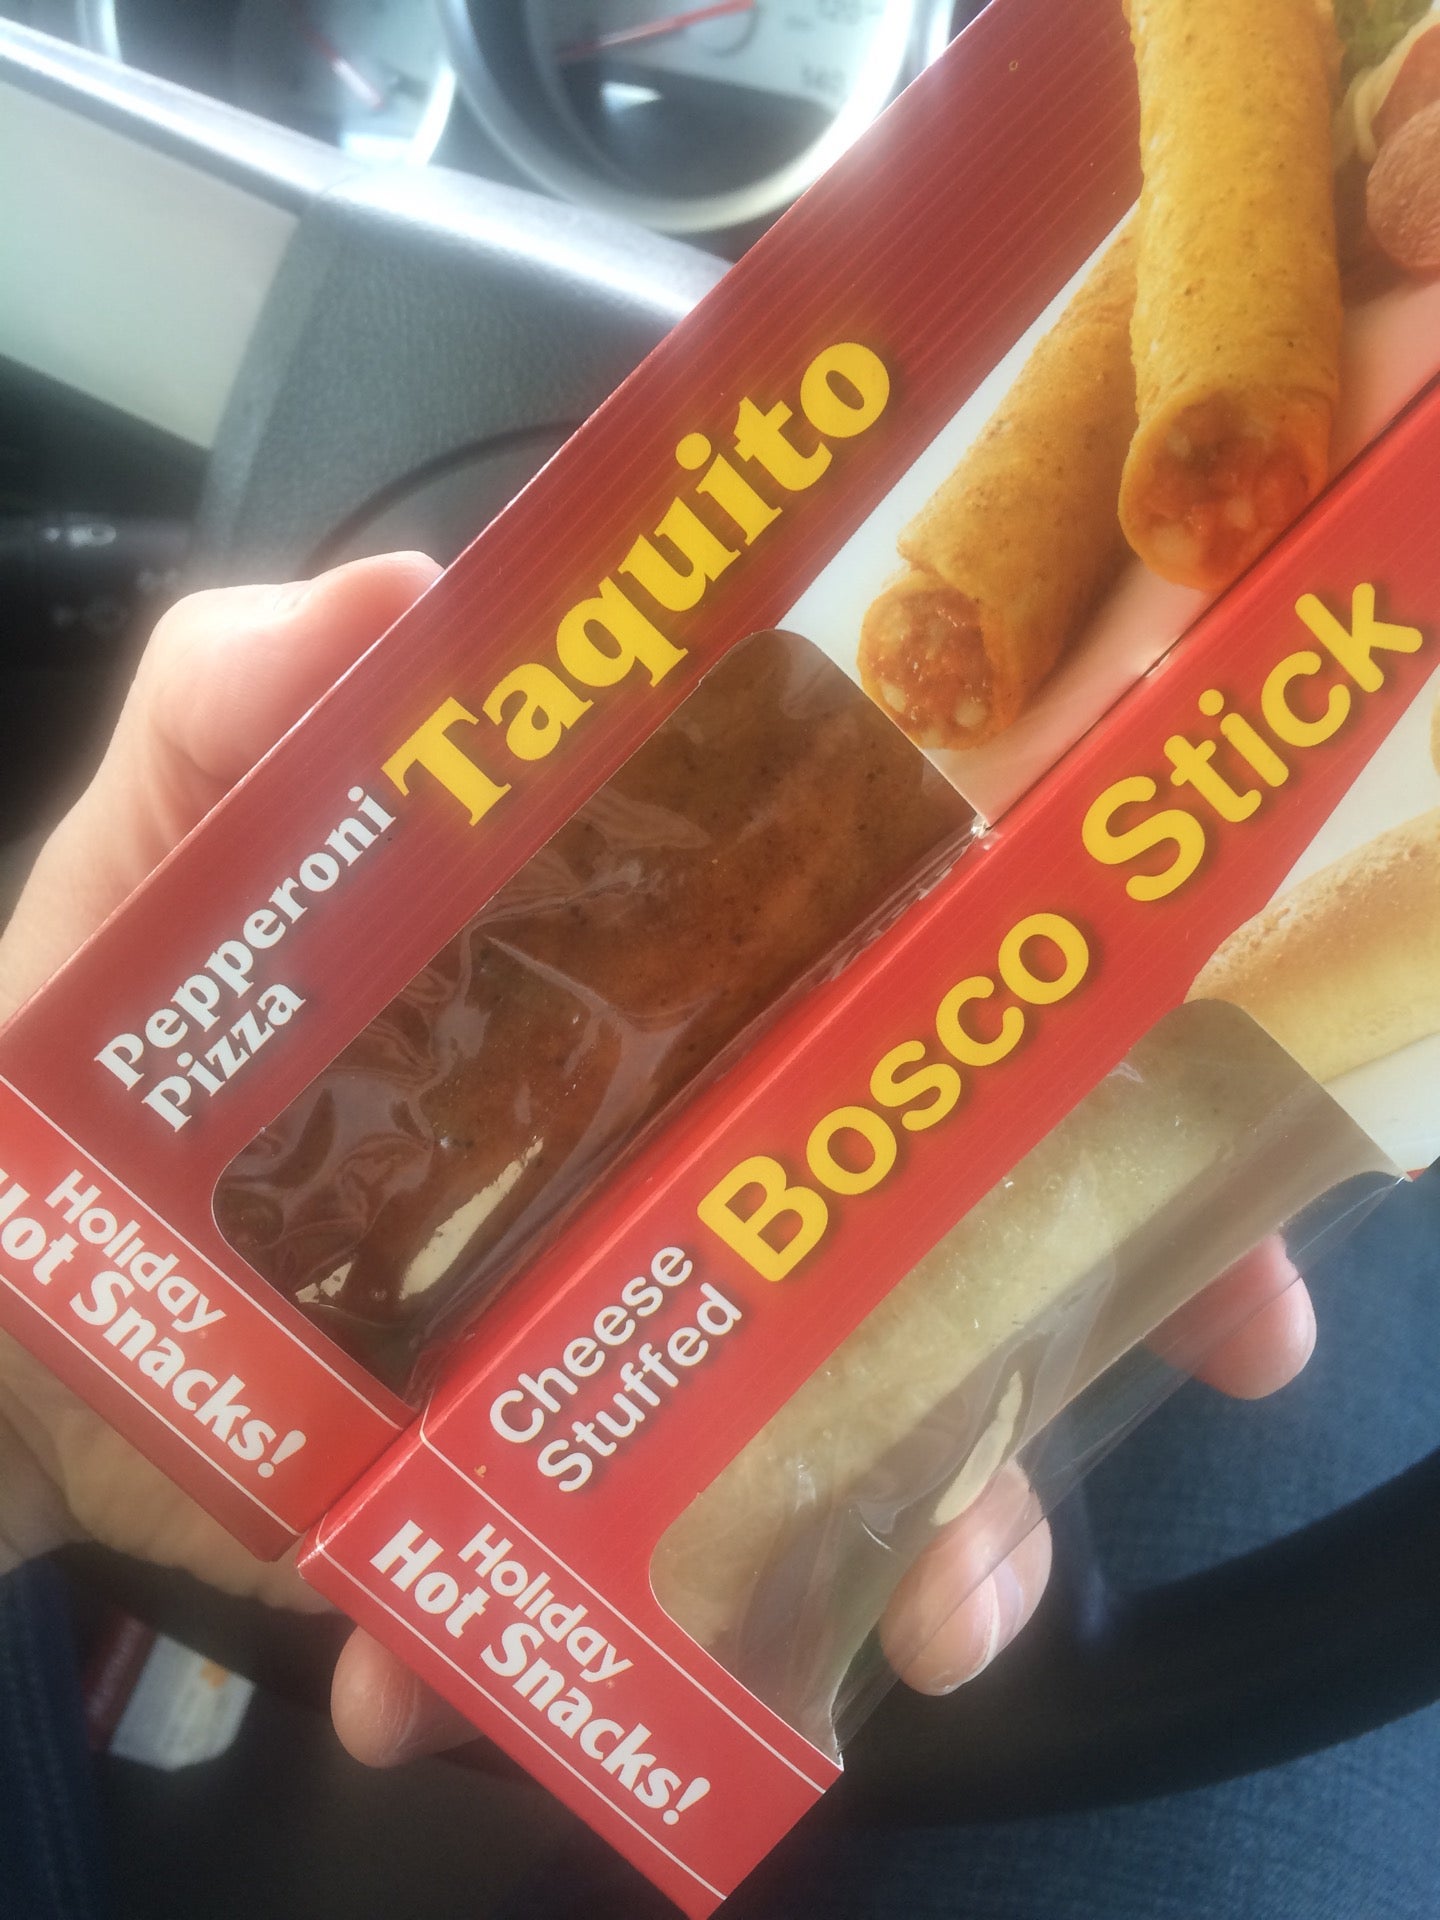 Pepperoni
Pizza
Taquito
Holiday
Hot Snacks!
Cheese
Stuffed
Bosco Stick
Holiday
Hot Snacks!